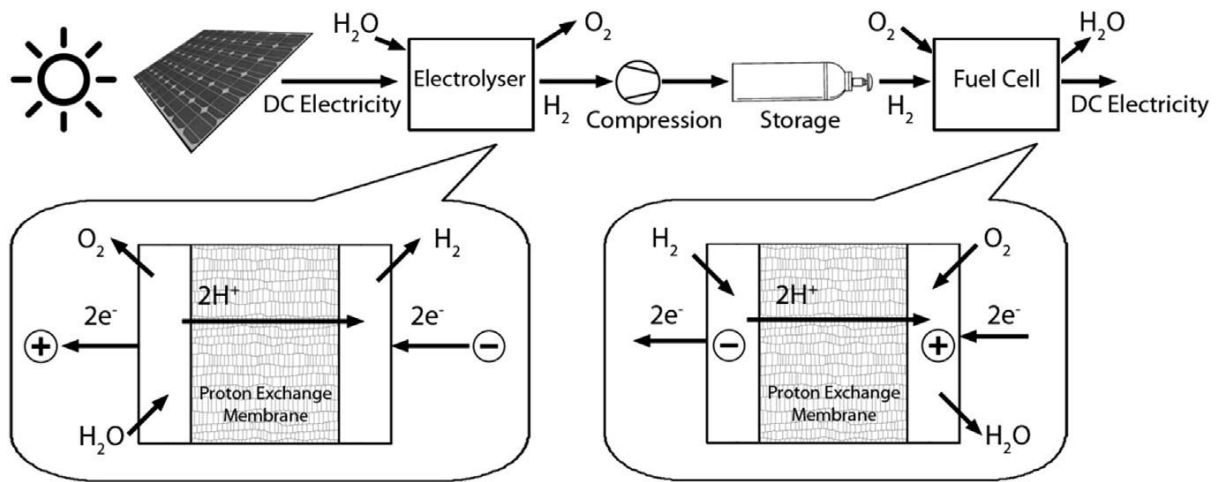 H₂O
O₂
O₂
H₂O
Electrolyser
Fuel Cell
DC Electricity
H₂
Compression
Storage
H₂
DC Electricity
O₂
H₂
2H⁺
2e⁻
2e⁻
+
−
Proton Exchange
Membrane
H₂O
H₂
O₂
2H⁺
2e⁻
2e⁻
−
+
Proton Exchange
Membrane
H₂O